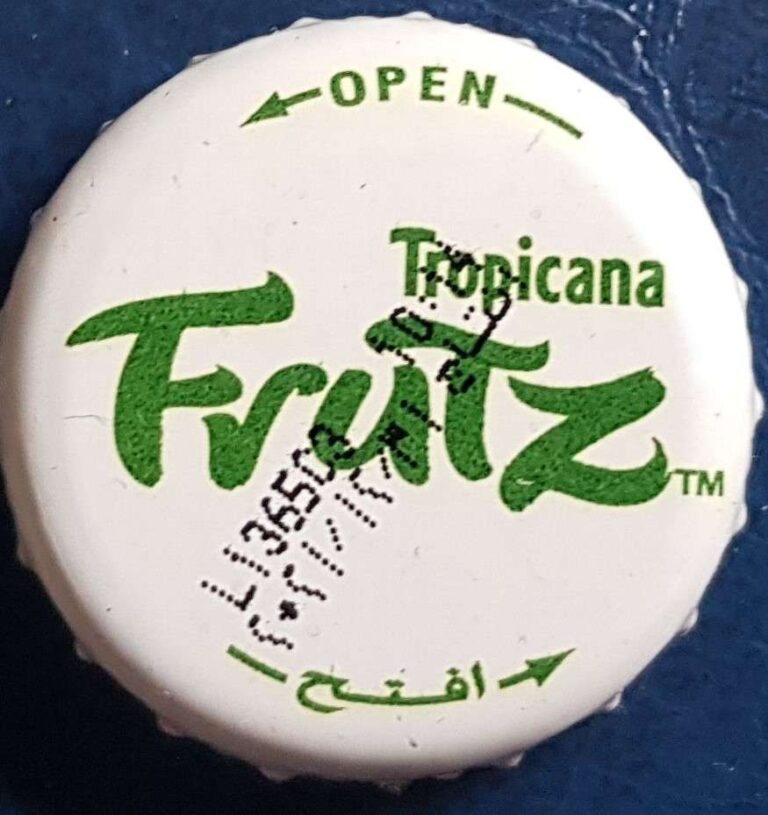 OPEN
Tropicana
Frutz™
افتح